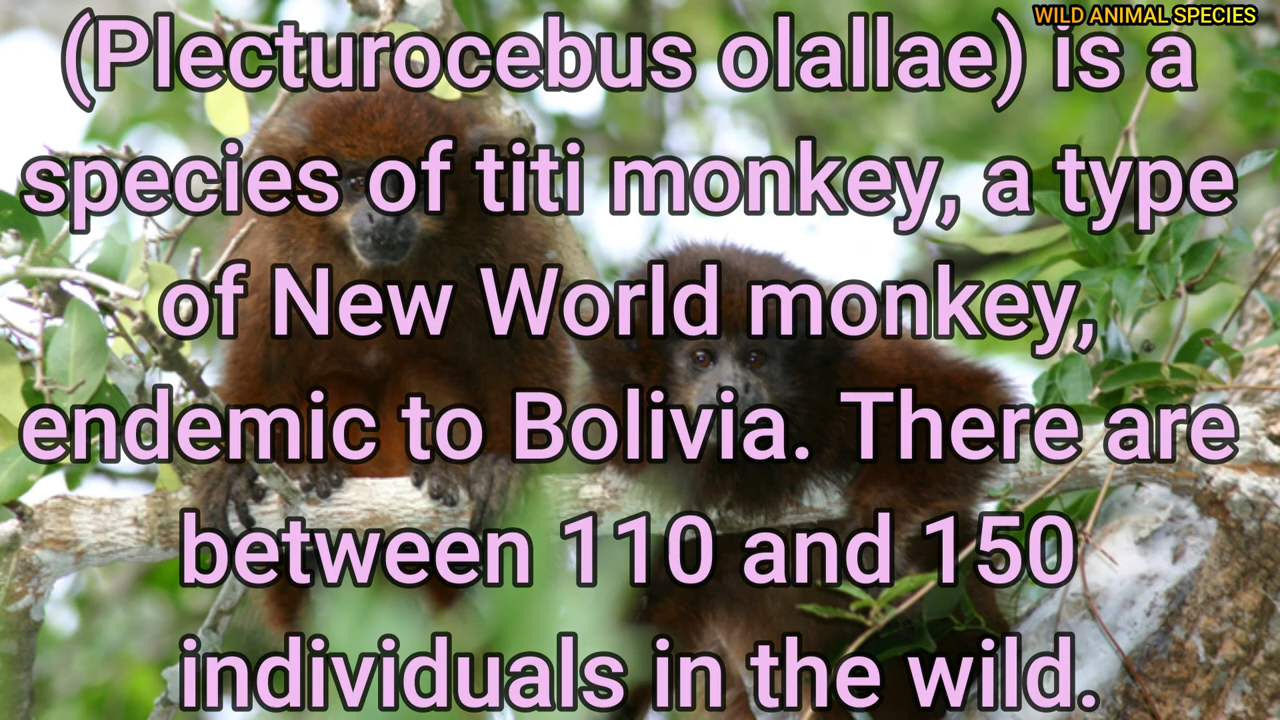 WILD ANIMAL SPECIES
(Plecturocebus olallae) is a
species of titi monkey, a type
of New World monkey,
endemic to Bolivia. There are
between 110 and 150
individuals in the wild.